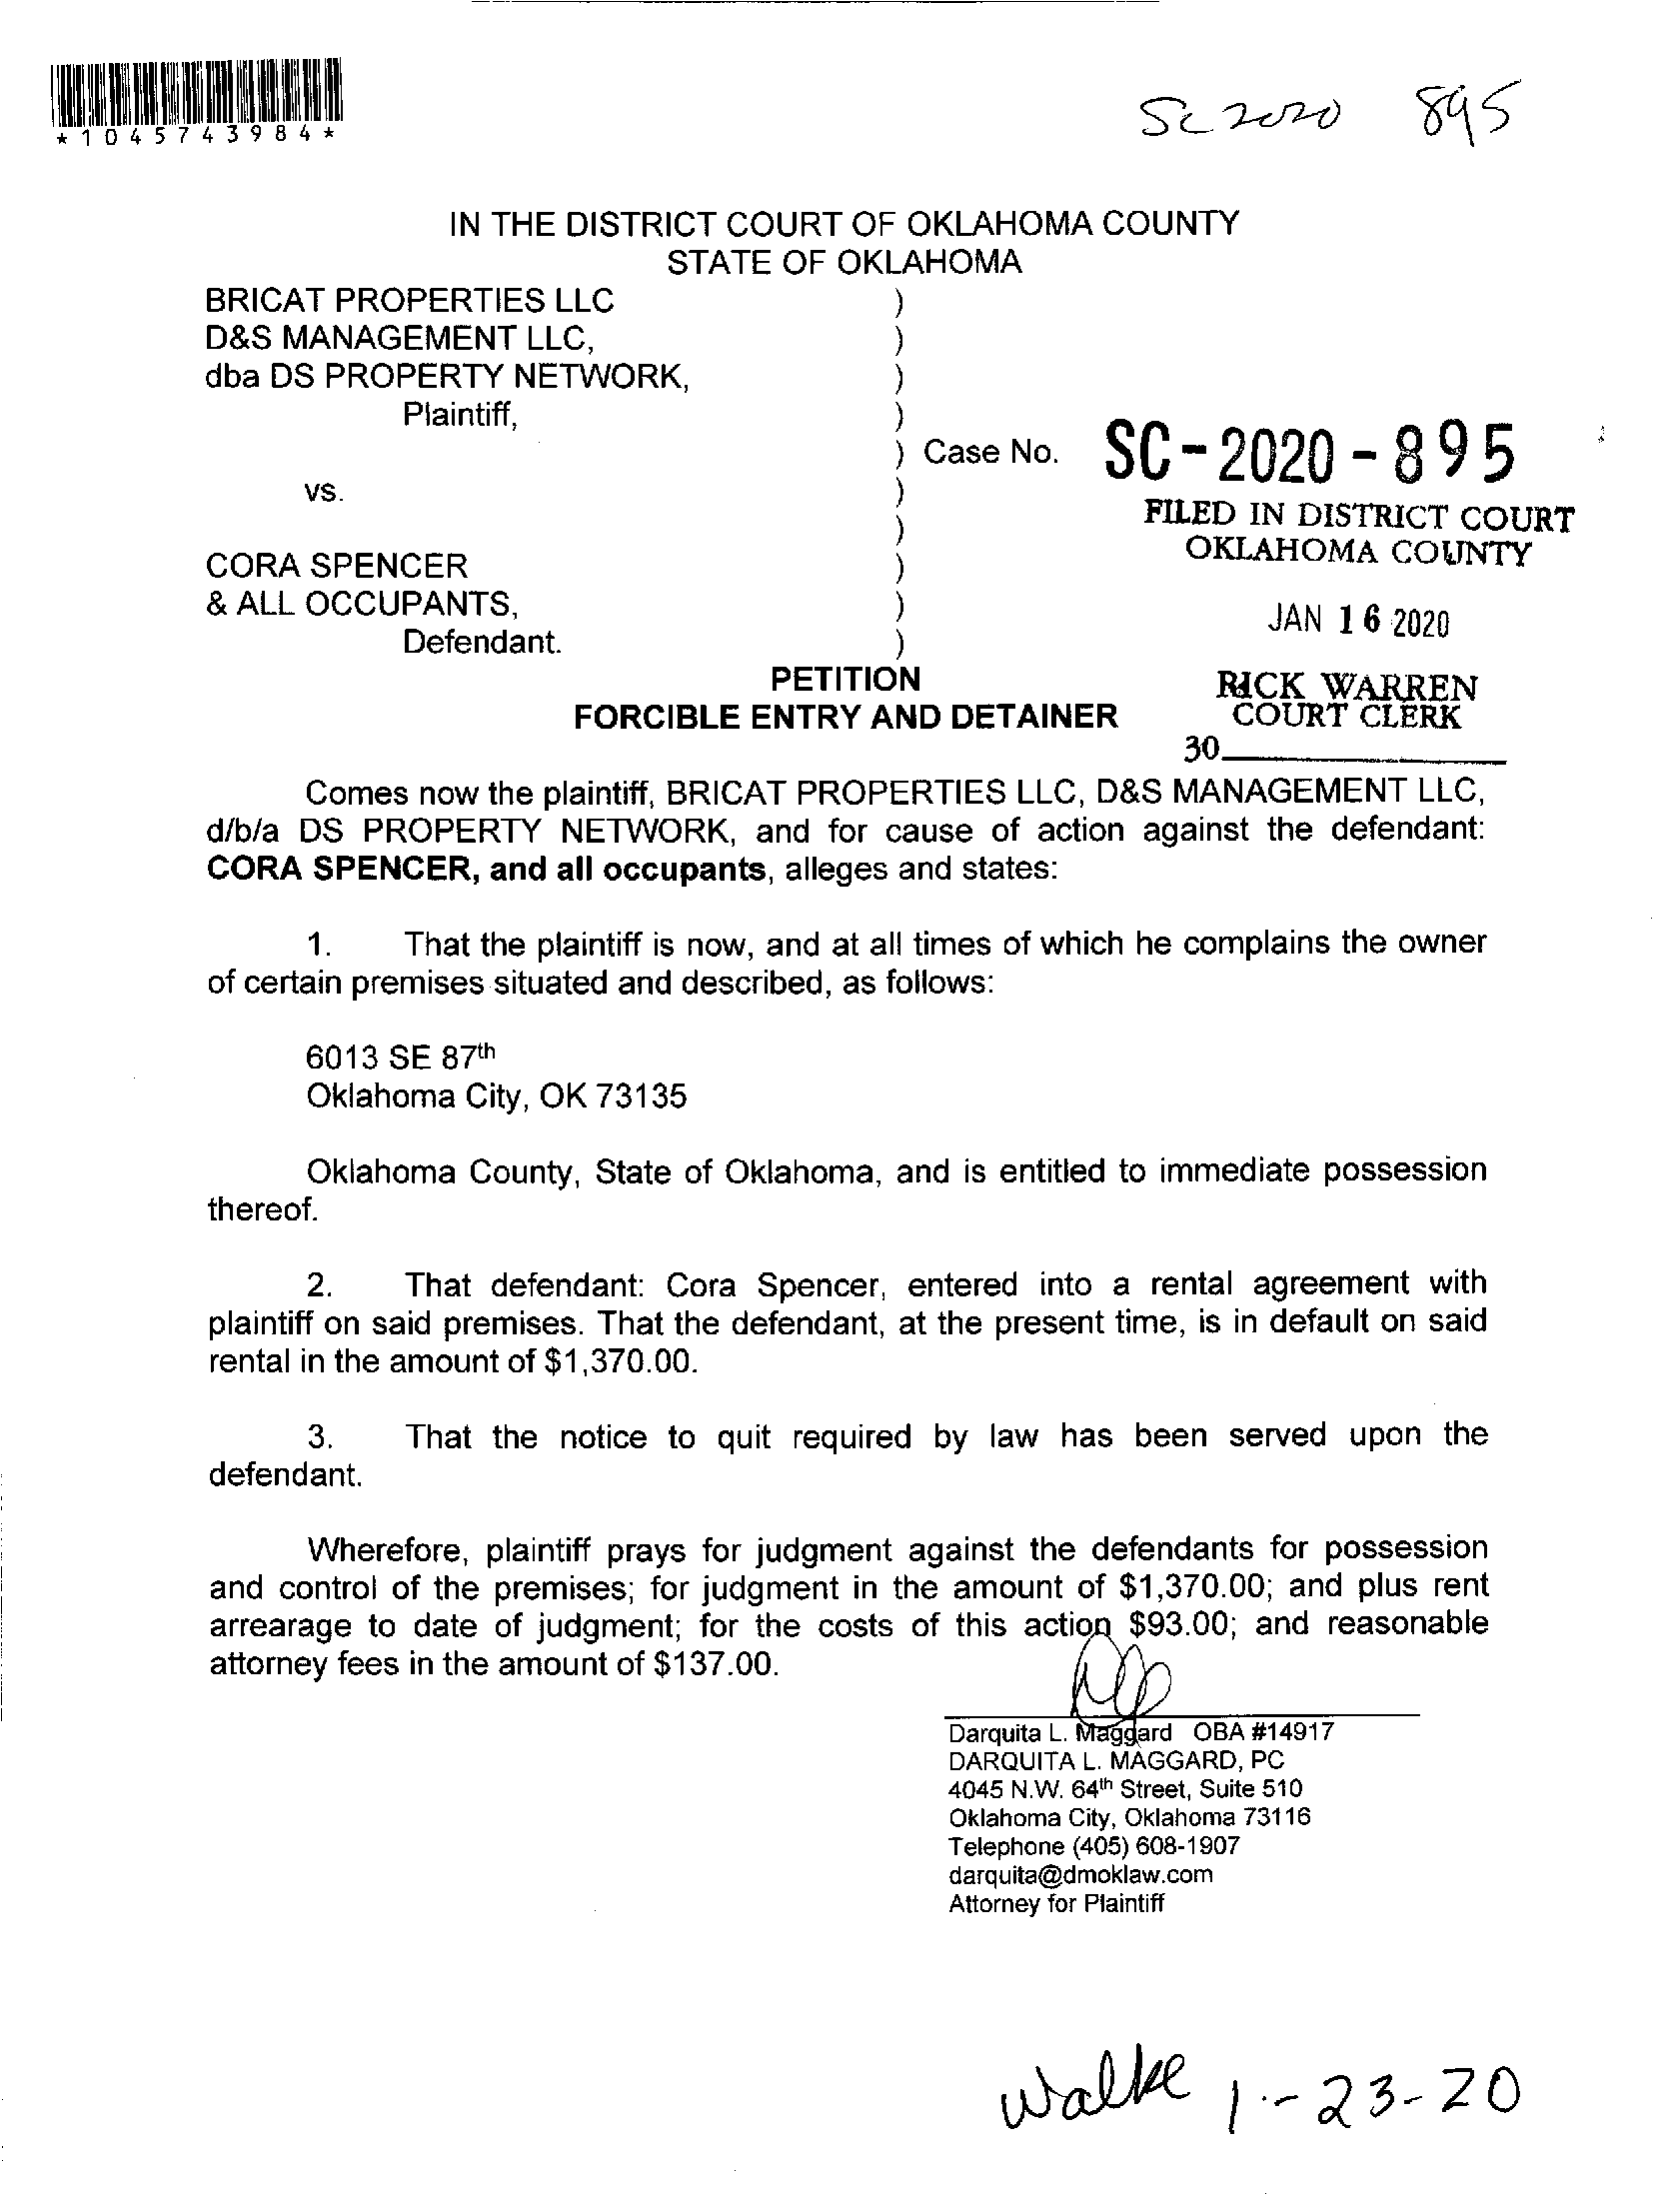 *1045743984*
SC 2020 895
IN THE DISTRICT COURT OF OKLAHOMA COUNTY
STATE OF OKLAHOMA
BRICAT PROPERTIES LLC )
D&S MANAGEMENT LLC, )
dba DS PROPERTY NETWORK, )
Plaintiff, )
) Case No. SC-2020-895
vs. )
FILED IN DISTRICT COURT
)
OKLAHOMA COUNTY
CORA SPENCER )
& ALL OCCUPANTS, )
JAN 16 2020
Defendant. )
PETITION
RICK WARREN
FORCIBLE ENTRY AND DETAINER
COURT CLERK
30
Comes now the plaintiff, BRICAT PROPERTIES LLC, D&S MANAGEMENT LLC,
d/b/a DS PROPERTY NETWORK, and for cause of action against the defendant:
CORA SPENCER, and all occupants, alleges and states:
1. That the plaintiff is now, and at all times of which he complains the owner
of certain premises situated and described, as follows:
6013 SE 87th
Oklahoma City, OK 73135
Oklahoma County, State of Oklahoma, and is entitled to immediate possession
thereof.
2. That defendant: Cora Spencer, entered into a rental agreement with
plaintiff on said premises. That the defendant, at the present time, is in default on said
rental in the amount of $1,370.00.
3. That the notice to quit required by law has been served upon the
defendant.
Wherefore, plaintiff prays for judgment against the defendants for possession
and control of the premises; for judgment in the amount of $1,370.00; and plus rent
arrearage to date of judgment; for the costs of this action $93.00; and reasonable
attorney fees in the amount of $137.00.
Darquita L. Maggard OBA #14917
DARQUITA L. MAGGARD, PC
4045 N.W. 64th Street, Suite 510
Oklahoma City, Oklahoma 73116
Telephone (405) 608-1907
darquita@dmoklaw.com
Attorney for Plaintiff
Walke 1-23-20